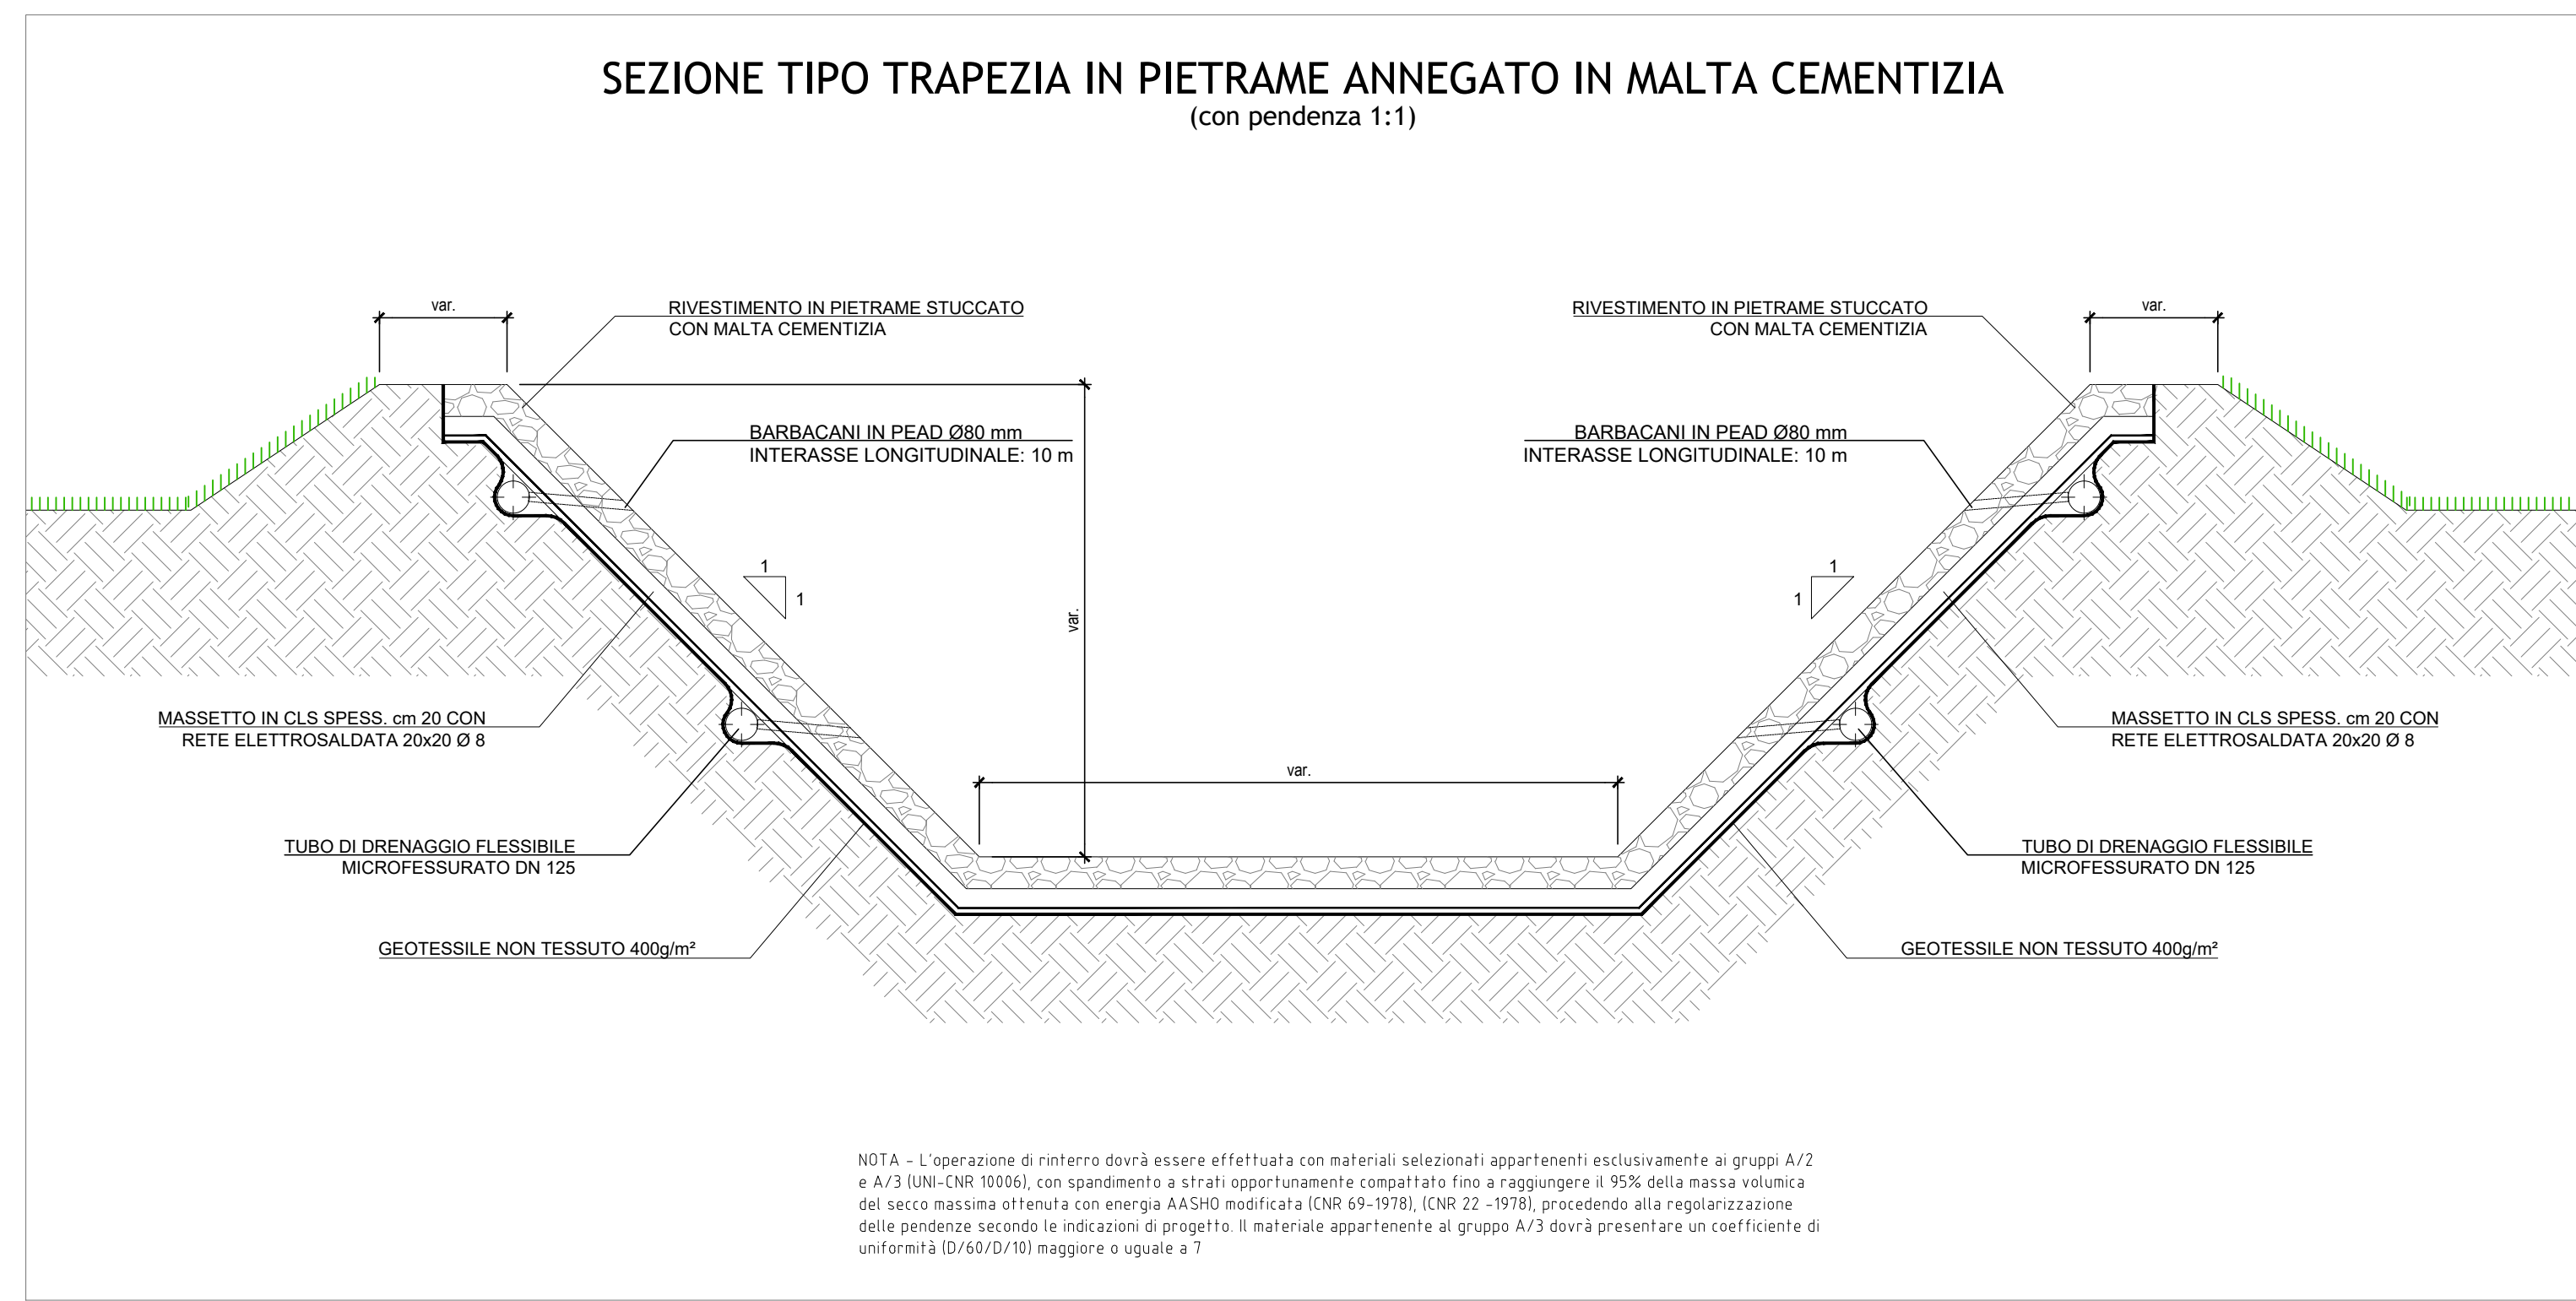 SEZIONE TIPO TRAPEZIA IN PIETRAME ANNEGATO IN MALTA CEMENTIZIA
(con pendenza 1:1)
var.
RIVESTIMENTO IN PIETRAME STUCCATO
CON MALTA CEMENTIZIA
RIVESTIMENTO IN PIETRAME STUCCATO
CON MALTA CEMENTIZIA
var.
BARBACANI IN PEAD Ø80 mm
INTERASSE LONGITUDINALE: 10 m
BARBACANI IN PEAD Ø80 mm
INTERASSE LONGITUDINALE: 10 m
1
1
var.
1
1
MASSETTO IN CLS SPESS. cm 20 CON
RETE ELETTROSALDATA 20x20 Ø 8
var.
MASSETTO IN CLS SPESS. cm 20 CON
RETE ELETTROSALDATA 20x20 Ø 8
TUBO DI DRENAGGIO FLESSIBILE
MICROFESSURATO DN 125
TUBO DI DRENAGGIO FLESSIBILE
MICROFESSURATO DN 125
GEOTESSILE NON TESSUTO 400g/m²
GEOTESSILE NON TESSUTO 400g/m²
NOTA - L'operazione di rinterro dovrà essere effettuata con materiali selezionati appartenenti esclusivamente ai gruppi A/2
e A/3 (UNI-CNR 10006), con spandimento a strati opportunamente compattato fino a raggiungere il 95% della massa volumica
del secco massima ottenuta con energia AASHO modificata (CNR 69-1978), (CNR 22 -1978), procedendo alla regolarizzazione
delle pendenze secondo le indicazioni di progetto. Il materiale appartenente al gruppo A/3 dovrà presentare un coefficiente di
uniformità (D/60/D/10) maggiore o uguale a 7